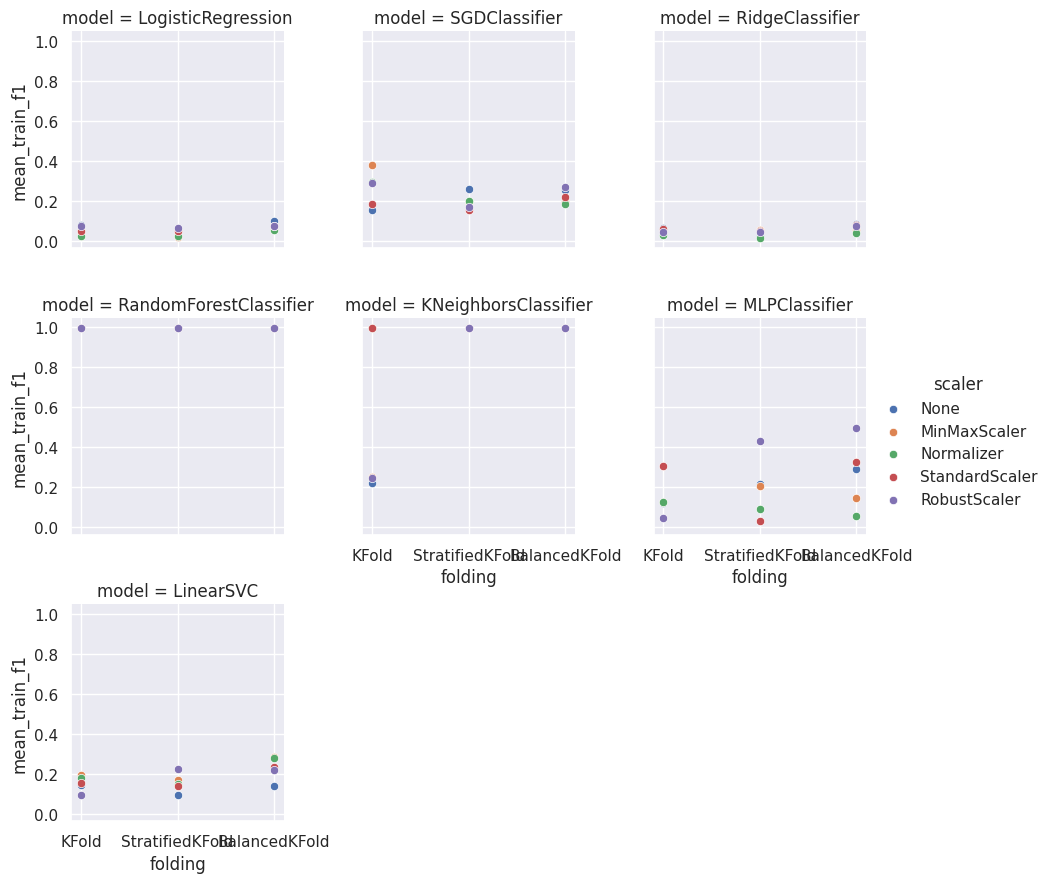 model = LogisticRegression
model = SGDClassifier
model = RidgeClassifier
1.0
0.8
0.6
0.4
0.2
0.0
mean_train_f1
model = RandomForestClassifier
model = KNeighborsClassifier
model = MLPClassifier
1.0
0.8
0.6
0.4
0.2
0.0
mean_train_f1
KFold
StratifiedKFold
BalancedKFold
folding
KFold
StratifiedKFold
BalancedKFold
folding
scaler
None
MinMaxScaler
Normalizer
StandardScaler
RobustScaler
model = LinearSVC
1.0
0.8
0.6
0.4
0.2
0.0
mean_train_f1
KFold
StratifiedKFold
BalancedKFold
folding